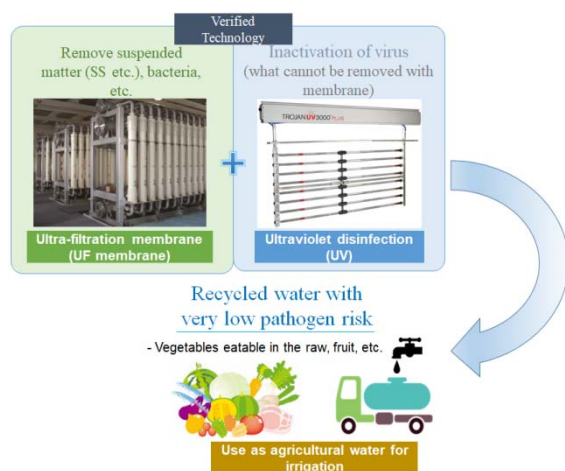 Verified
Technology
Remove suspended
matter (SS etc.), bacteria,
etc.
Inactivation of virus
(what cannot be removed with
membrane)
TROJANUV3000 PLUS
+
Ultra-filtration membrane
(UF membrane)
Ultraviolet disinfection
(UV)
Recycled water with
very low pathogen risk
- Vegetables eatable in the raw, fruit, etc.
Use as agricultural water for
irrigation